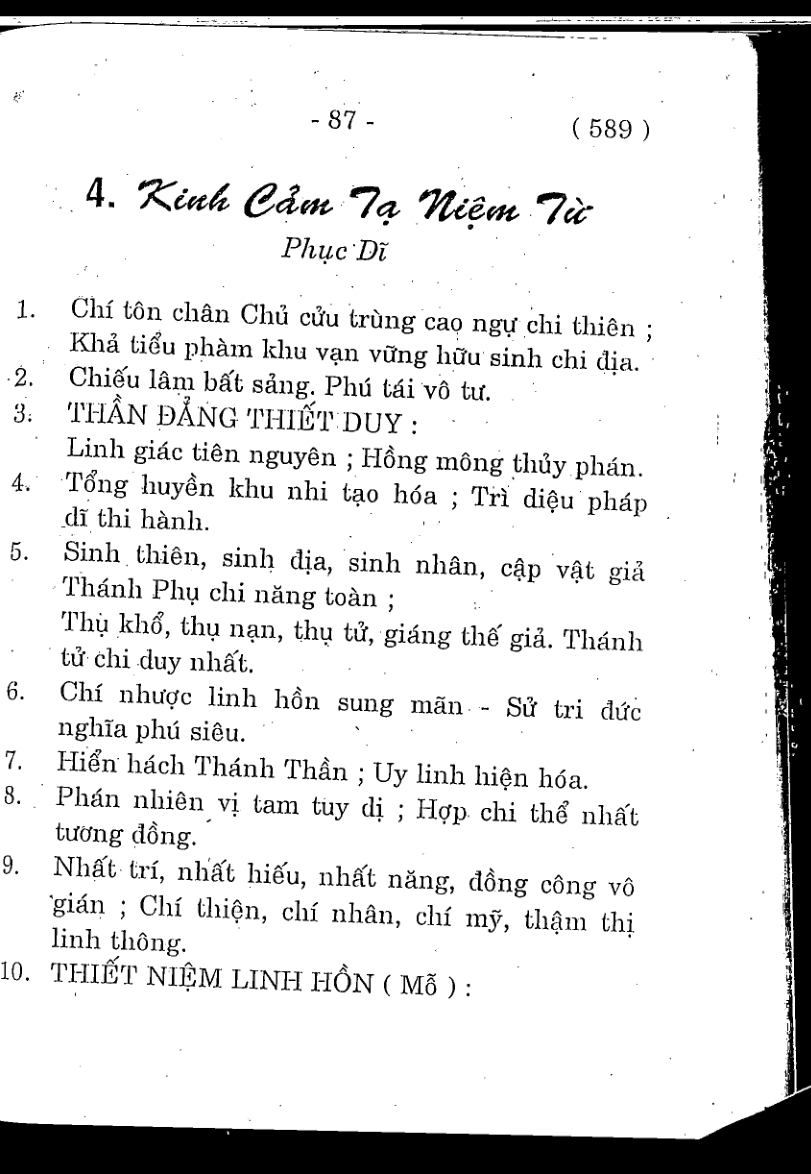 - 87 - ( 589 )
4. Kinh Cảm Tạ Niệm Từ
Phục Dĩ
1. Chí tôn chân Chủ cửu trùng cao ngự chi thiên ;
Khả tiểu phàm khu vạn vững hữu sinh chi địa.
2. Chiếu lâm bất sảng. Phú tái vô tư.
3. THẦN ĐẲNG THIẾT DUY :
Linh giác tiên nguyên ; Hồng mông thủy phán.
4. Tổng huyền khu nhi tạo hóa ; Trì diệu pháp
dĩ thi hành.
5. Sinh thiên, sinh địa, sinh nhân, cập vật giả
Thánh Phụ chi năng toàn ;
Thụ khổ, thụ nạn, thụ tử, giáng thế giả. Thánh
tử chi duy nhất.
6. Chí nhược linh hồn sung mãn - Sử tri đức
nghĩa phú siêu.
7. Hiển hách Thánh Thần ; Uy linh hiện hóa.
8. Phán nhiên vị tam tuy dị ; Hợp chi thể nhất
tương đồng.
9. Nhất trí, nhất hiếu, nhất năng, đồng công vô
gián ; Chí thiện, chí nhân, chí mỹ, thậm thị
linh thông.
10. THIẾT NIỆM LINH HỒN ( Mỗ ) :